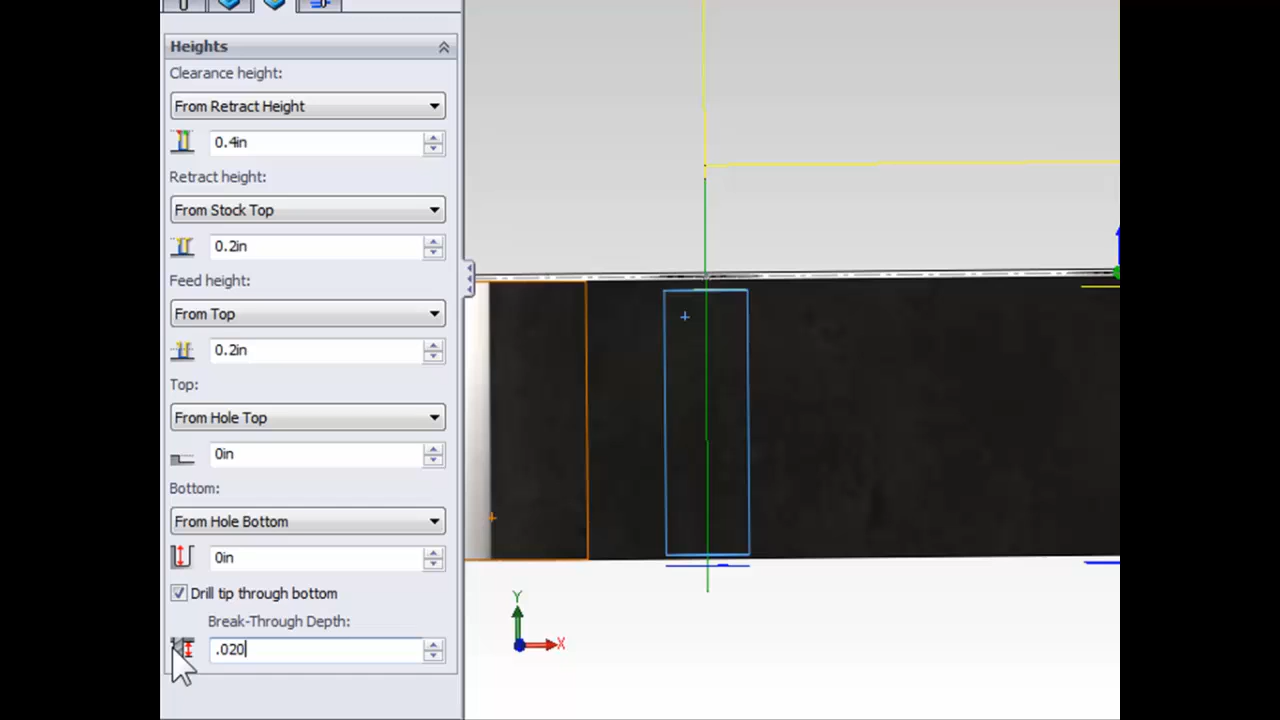 Heights
Clearance height:
From Retract Height
0.4in
Retract height:
From Stock Top
0.2in
Feed height:
From Top
0.2in
Top:
From Hole Top
0in
Bottom:
From Hole Bottom
0in
Drill tip through bottom
Break-Through Depth:
.020
Y
X